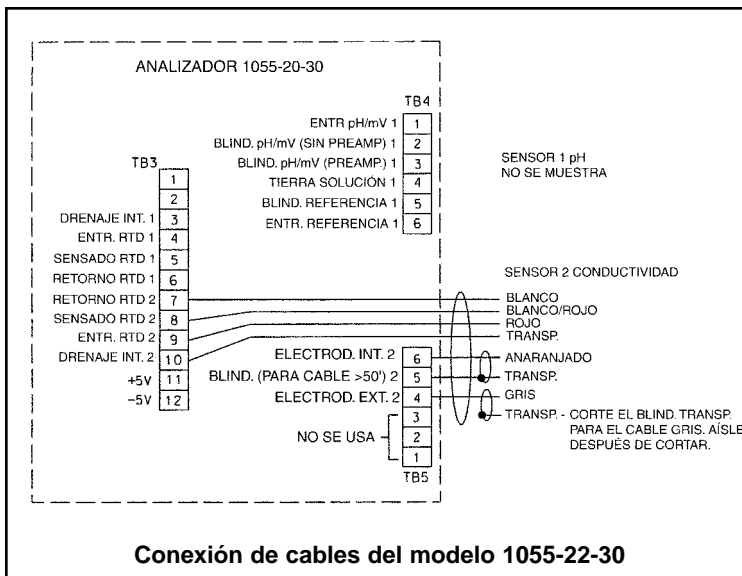 ANALIZADOR 1055-20-30
TB4
ENTR pH/mV 1 1
BLIND. pH/mV (SIN PREAMP) 1 2
BLIND. pH/mV (PREAMP.) 1 3
TIERRA SOLUCIÓN 1 4
BLIND. REFERENCIA 1 5
ENTR. REFERENCIA 1 6
SENSOR 1 pH
NO SE MUESTRA
TB3
1
2
DRENAJE INT. 1 3
ENTR. RTD 1 4
SENSADO RTD 1 5
RETORNO RTD 1 6
RETORNO RTD 2 7
SENSADO RTD 2 8
ENTR. RTD 2 9
DRENAJE INT. 2 10
+5V 11
-5V 12
SENSOR 2 CONDUCTIVIDAD
BLANCO
BLANCO/ROJO
ROJO
TRANSP.
ELECTROD. INT. 2 6 ANARANJADO
BLIND. (PARA CABLE >50') 2 5 TRANSP.
ELECTROD. EXT. 2 4 GRIS
3
NO SE USA 2
1
TB5
TRANSP. - CORTE EL BLIND. TRANSP.
PARA EL CABLE GRIS. AÍSLE
DESPUÉS DE CORTAR.
Conexión de cables del modelo 1055-22-30